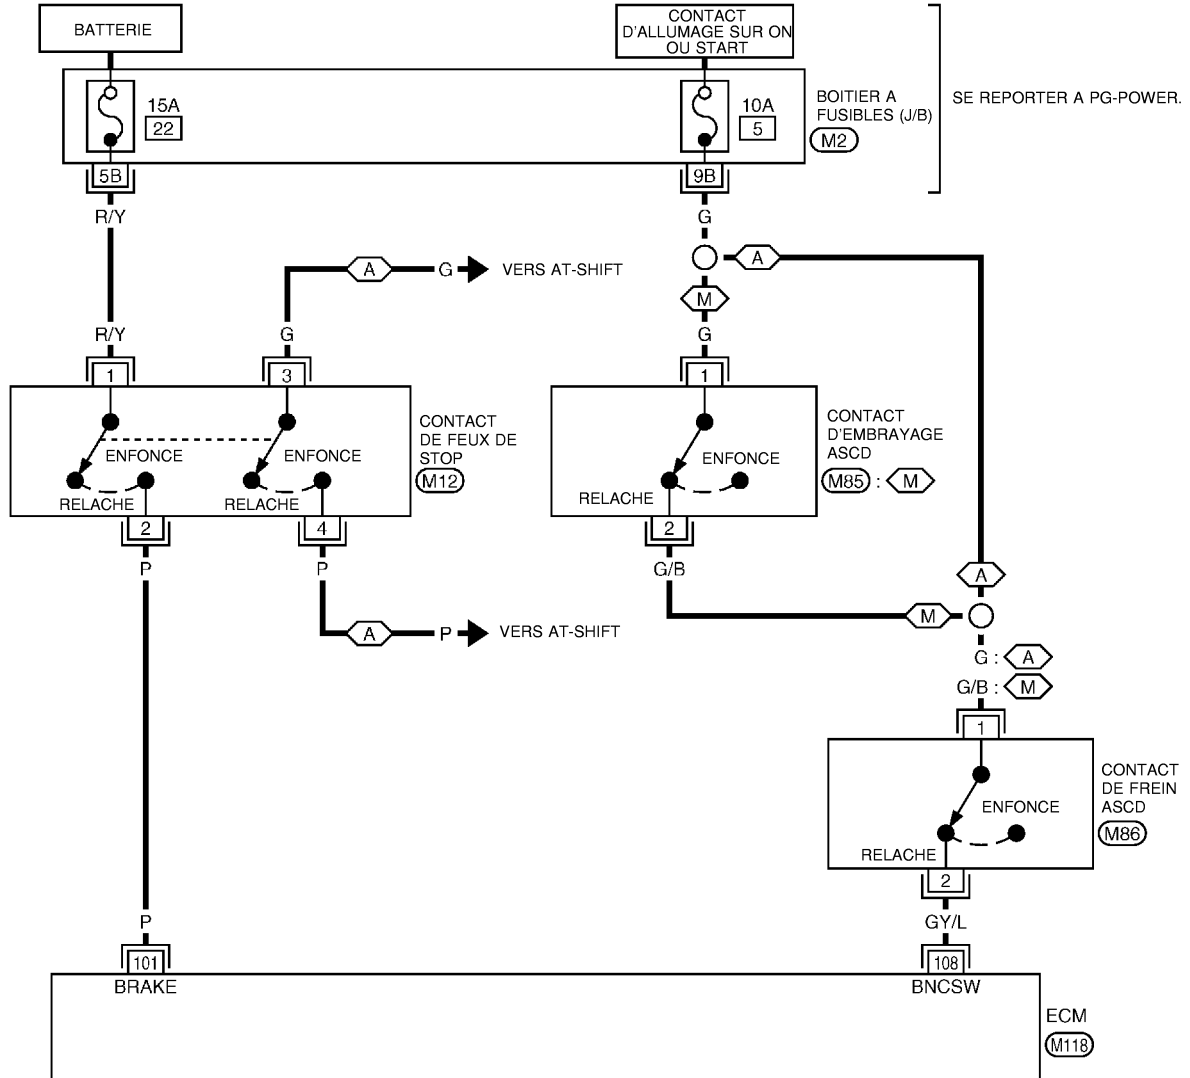 BATTERIE
CONTACT
D'ALLUMAGE SUR ON
OU START
15A
22
10A
5
BOITIER A
FUSIBLES (J/B)
M2
SE REPORTER A PG-POWER.
5B
9B
R/Y
G
A
M
A
G
VERS AT-SHIFT
R/Y
G
G
1
3
1
CONTACT
DE FEUX DE
STOP
M12
ENFONCE
ENFONCE
RELACHE
RELACHE
CONTACT
D'EMBRAYAGE
ASCD
M85 : M
ENFONCE
RELACHE
2
4
2
P
P
G/B
A
A
P
VERS AT-SHIFT
M
G : A
G/B : M
1
CONTACT
DE FREIN
ASCD
M86
ENFONCE
RELACHE
2
P
GY/L
101
108
BRAKE
BNCSW
ECM
M118